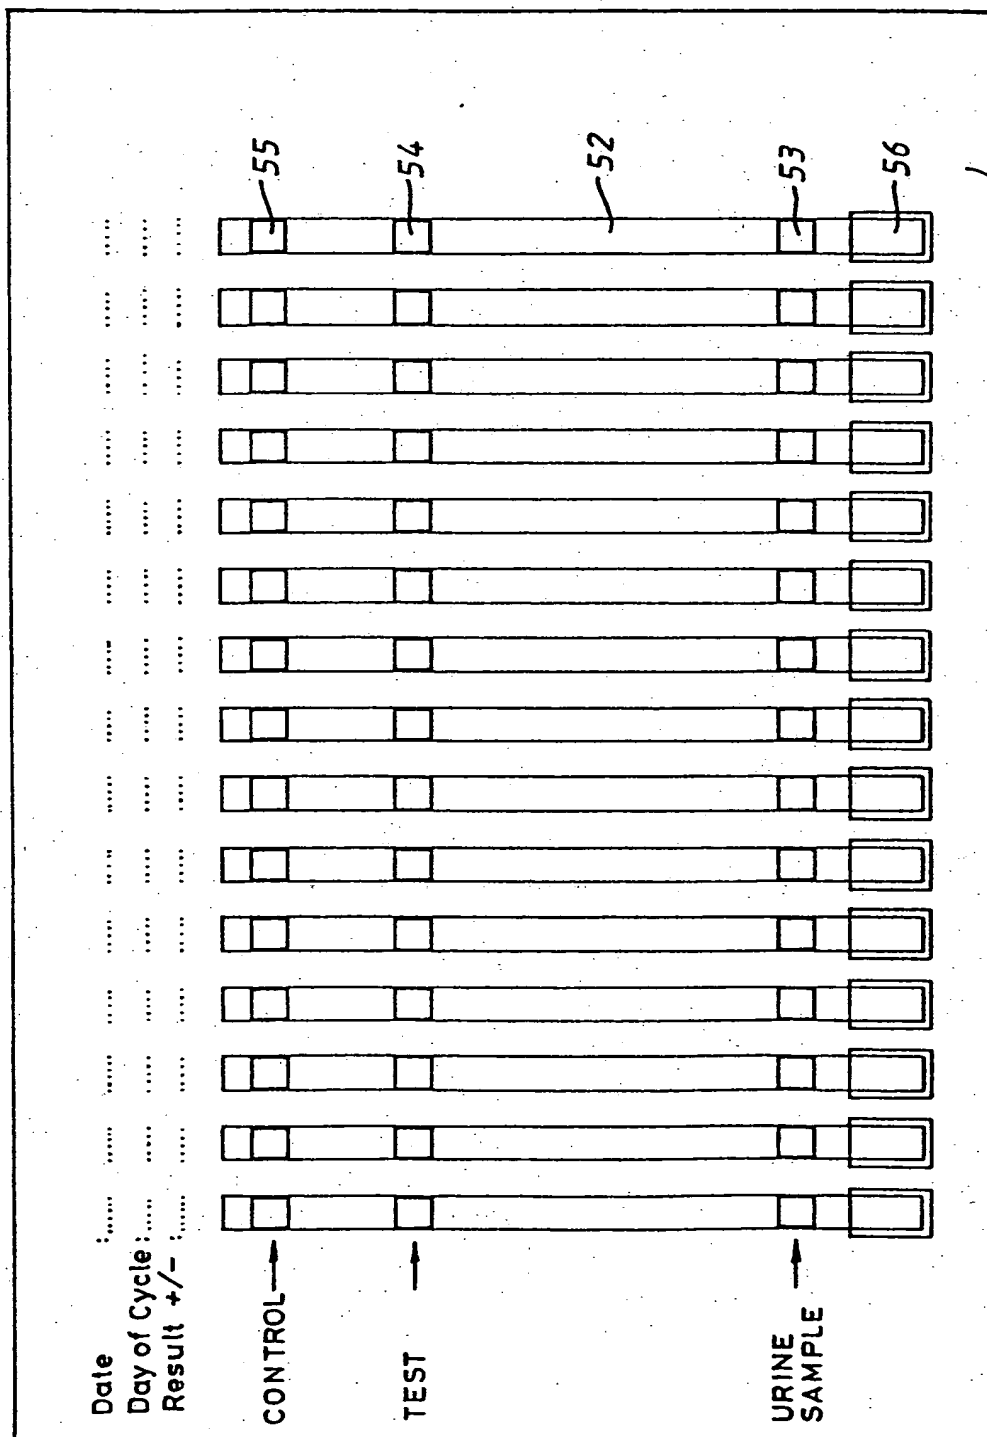 Date :...... ...... ..... ..... ..... ..... ..... ..... ..... ..... ..... ..... ..... ..... .....
Day of Cycle :..... ..... ..... ..... ..... ..... ..... ..... ..... ..... ..... ..... ..... ..... .....
Result +/- :...... ..... ..... ..... ..... ..... ..... ..... ..... ..... ..... ..... ..... ..... .....
CONTROL 55
TEST 54
52
URINE
SAMPLE 53
56